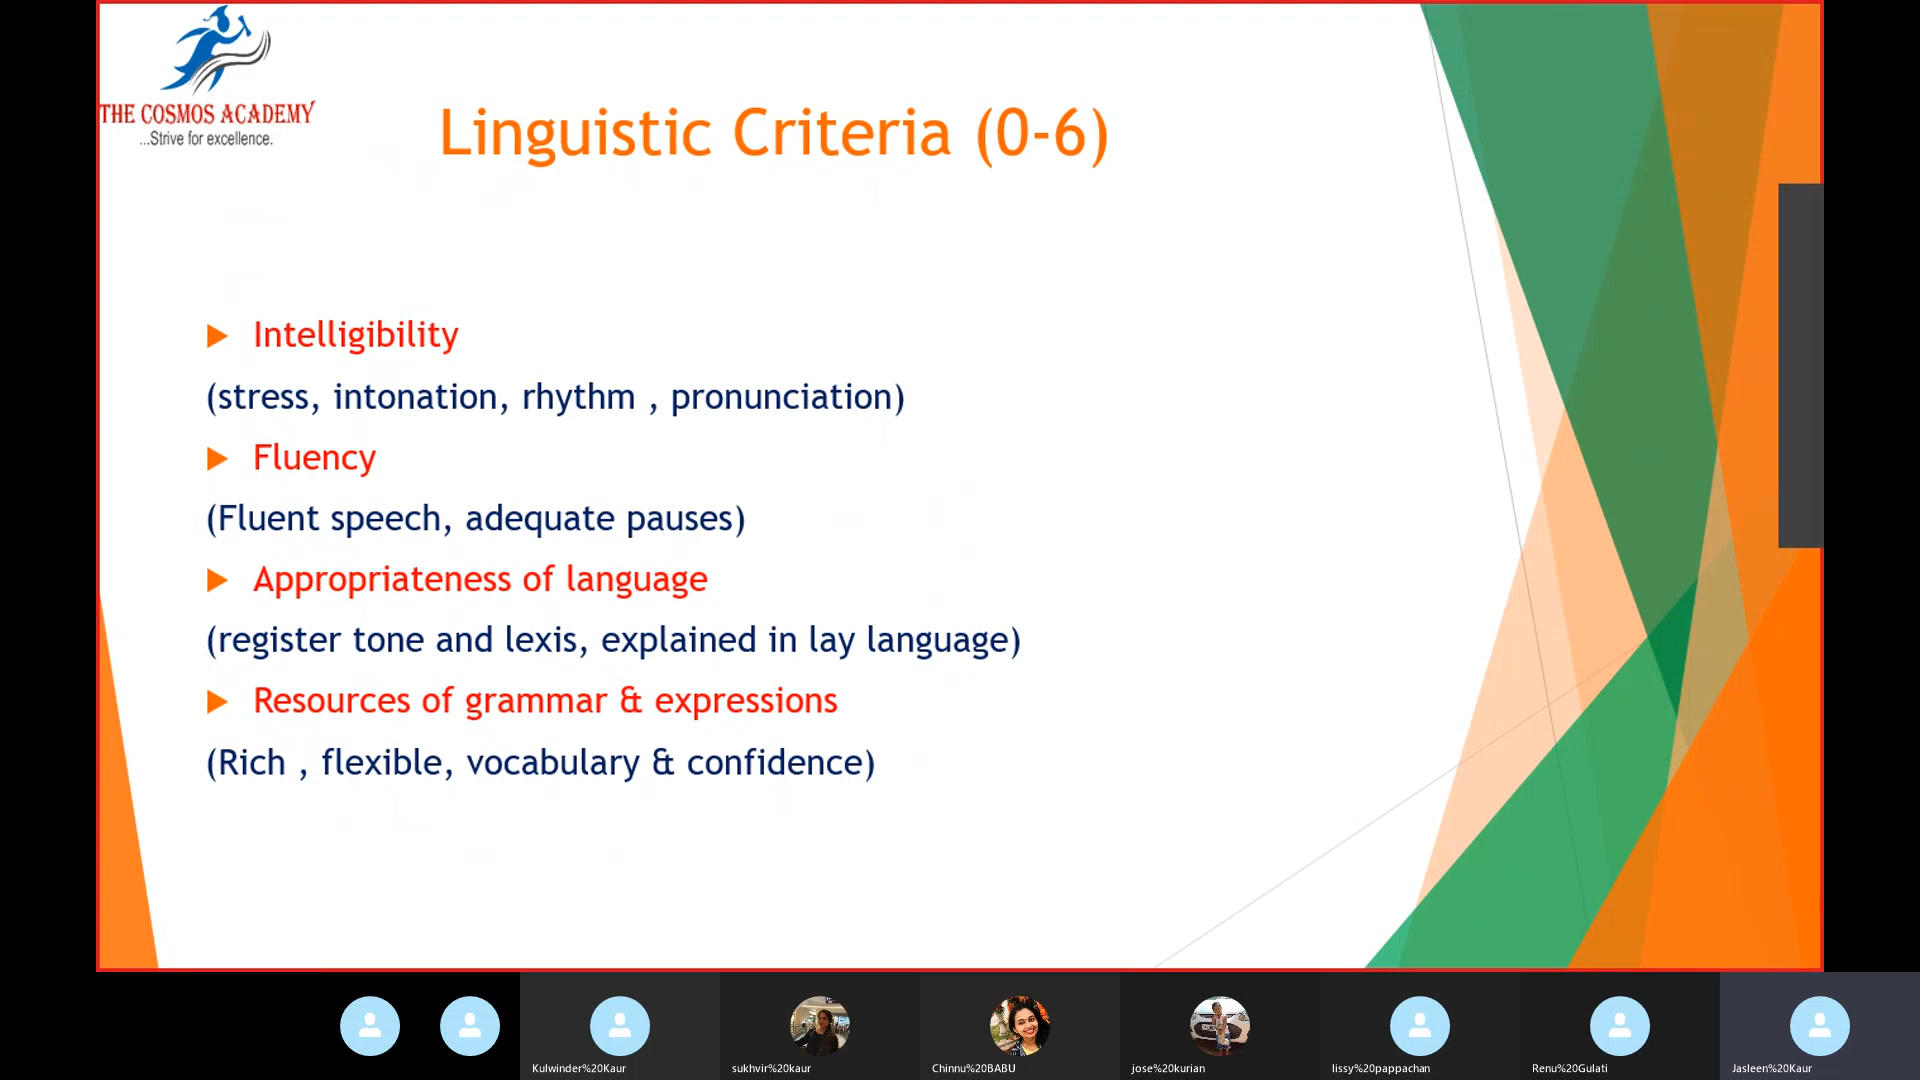 THE COSMOS ACADEMY
...Strive for excellence.
Linguistic Criteria (0-6)
Intelligibility
(stress, intonation, rhythm , pronunciation)
Fluency
(Fluent speech, adequate pauses)
Appropriateness of language
(register tone and lexis, explained in lay language)
Resources of grammar & expressions
(Rich , flexible, vocabulary & confidence)
Kulwinder%20Kaur
sukhvir%20kaur
Chinnu%20BABU
jose%20kurian
lissy%20pappachan
Renu%20Gulati
Jasleen%20Kaur